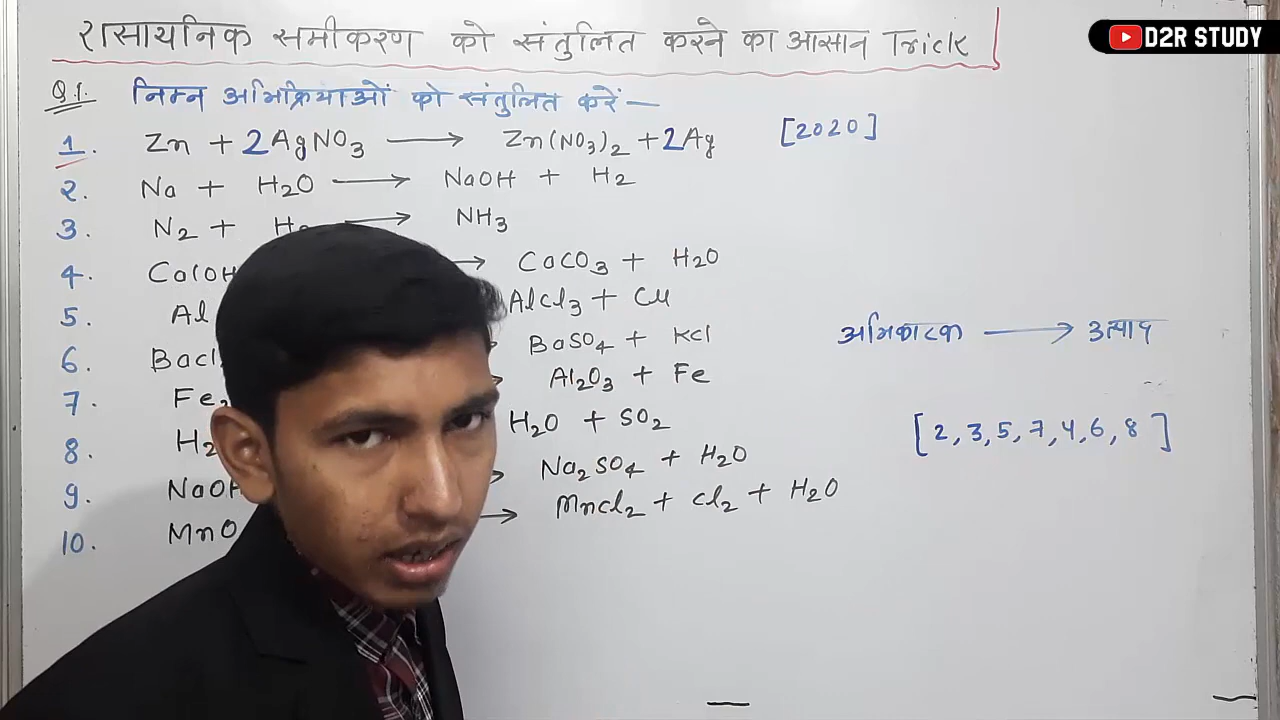 रासायनिक समीकरण को संतुलित करने का आसान Trick
D2R STUDY
Q.1. निम्न अभिक्रियाओं को संतुलित करें —
1. Zn + 2AgNO3 ⟶ Zn(NO3)2 + 2Ag [2020]
2. Na + H2O ⟶ NaOH + H2
3. N2 + ⟶ NH3
4. ⟶ CaCO3 + H2O
5. Al AlCl3 + Cu
6. BaSO4 + KCl
अभिकारक ⟶ उत्पाद
7. Al2O3 + Fe
8. H2O + SO2
[2,3,5,7,4,6,8]
9. Na2SO4 + H2O
10. ⟶ MnCl2 + Cl2 + H2O